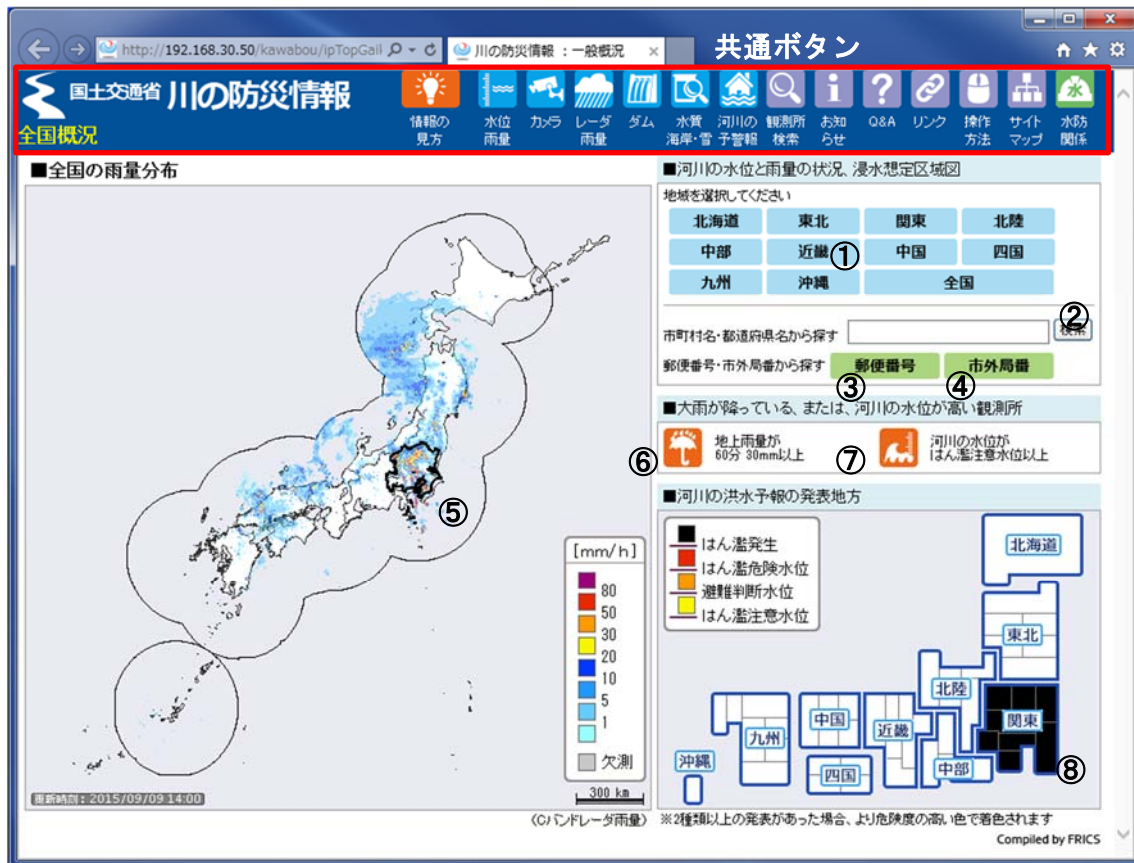 http://192.168.30.50/kawabou/ipTopGail
川の防災情報 ：一般概況
共通ボタン
国土交通省 川の防災情報
全国概況
情報の見方
水位雨量
カメラ
レーダ雨量
ダム
水質海岸・雪
河川の予警報
観測所検索
お知らせ
Q&A
リンク
操作方法
サイトマップ
水
水防関係
■全国の雨量分布
■河川の水位と雨量の状況、浸水想定区域図
地域を選択してください
北海道 東北 関東 北陸
中部 近畿 ① 中国 四国
九州 沖縄 全国
市町村名・都道府県名から探す 検索 ②
郵便番号・市外局番から探す 郵便番号 市外局番
③ ④
■大雨が降っている、または、河川の水位が高い観測所
⑥ 地上雨量が
60分 30mm以上
⑦ 河川の水位が
はん濫注意水位以上
⑤
■河川の洪水予報の発表地方
はん濫発生
はん濫危険水位
避難判断水位
はん濫注意水位
北海道
東北
北陸
関東
中国
近畿
九州
沖縄
四国
中部
⑧
[mm/h]
80
50
30
20
10
5
1
欠測
300 km
更新時刻：2015/09/09 14:00
(Cバンドレーダ雨量)
※2種類以上の発表があった場合、より危険度の高い色で着色されます
Compiled by FRICS